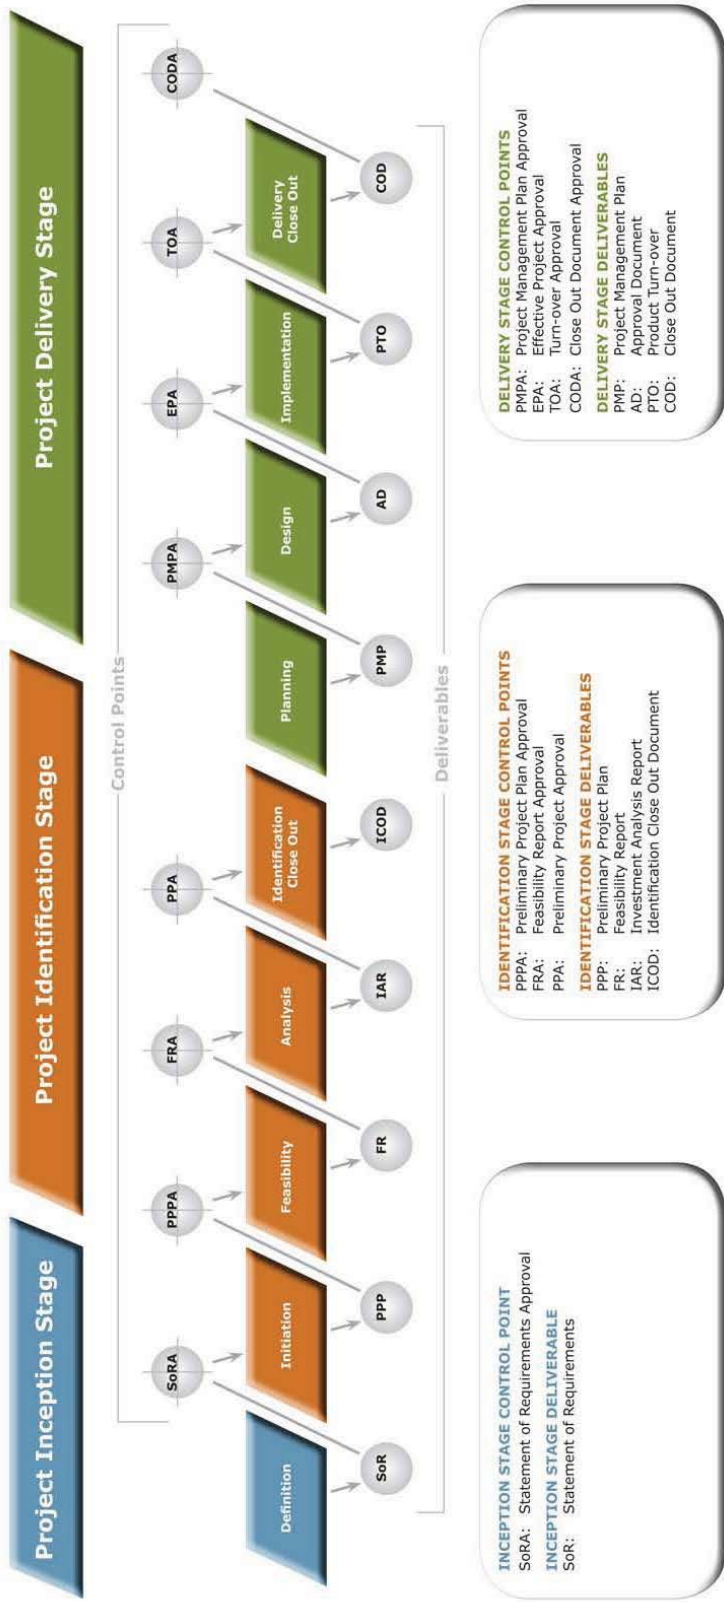 Project Inception Stage
Project Identification Stage
Project Delivery Stage
Control Points
SoRA
PPPA
FRA
PPA
PMPA
EPA
TOA
CODA
Definition
Initiation
Feasibility
Analysis
Identification
Close Out
Planning
Design
Implementation
Delivery
Close Out
SoR
PPP
FR
IAR
ICOD
PMP
AD
PTO
COD
Deliverables
INCEPTION STAGE CONTROL POINT
SoRA: Statement of Requirements Approval
INCEPTION STAGE DELIVERABLE
SoR: Statement of Requirements
IDENTIFICATION STAGE CONTROL POINTS
PPPA: Preliminary Project Plan Approval
FRA: Feasibility Report Approval
PPA: Preliminary Project Approval
IDENTIFICATION STAGE DELIVERABLES
PPP: Preliminary Project Plan
FR: Feasibility Report
IAR: Investment Analysis Report
ICOD: Identification Close Out Document
DELIVERY STAGE CONTROL POINTS
PMPA: Project Management Plan Approval
EPA: Effective Project Approval
TOA: Turn-over Approval
CODA: Close Out Document Approval
DELIVERY STAGE DELIVERABLES
PMP: Project Management Plan
AD: Approval Document
PTO: Product Turn-over
COD: Close Out Document